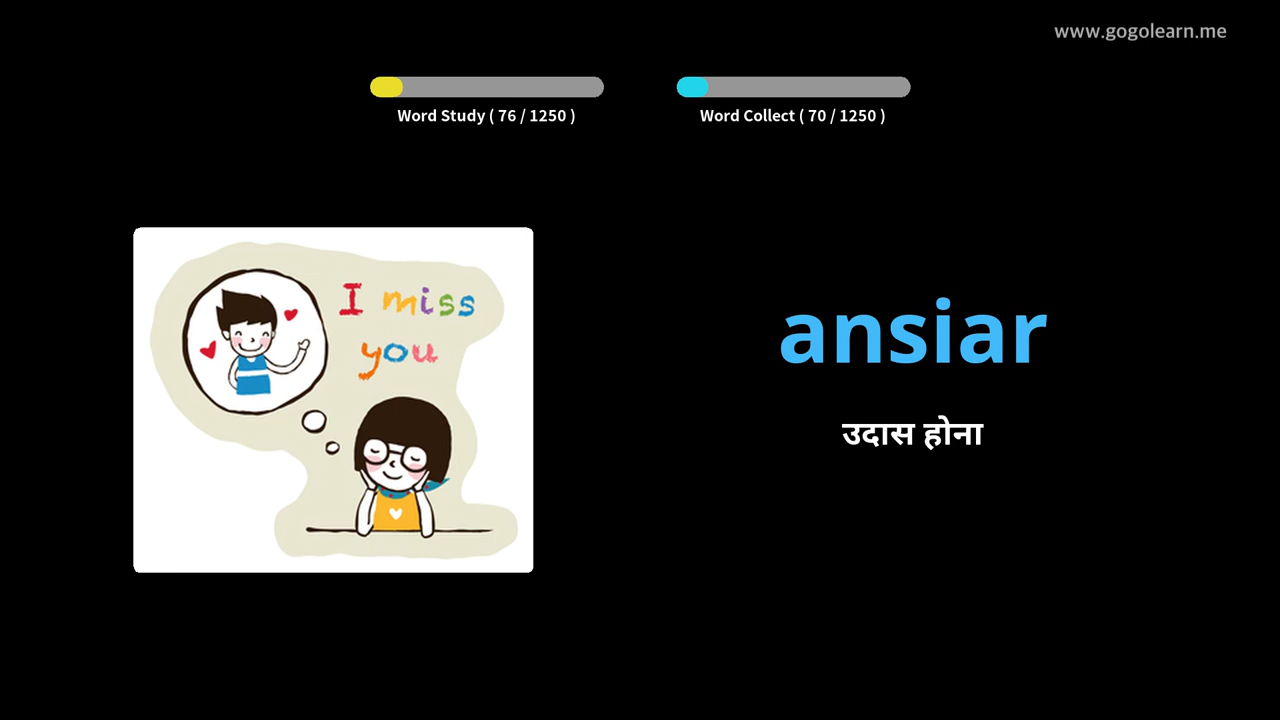 www.gogolearn.me
Word Study ( 76 / 1250 )
Word Collect ( 70 / 1250 )
I miss
you
ansiar
उदास होना